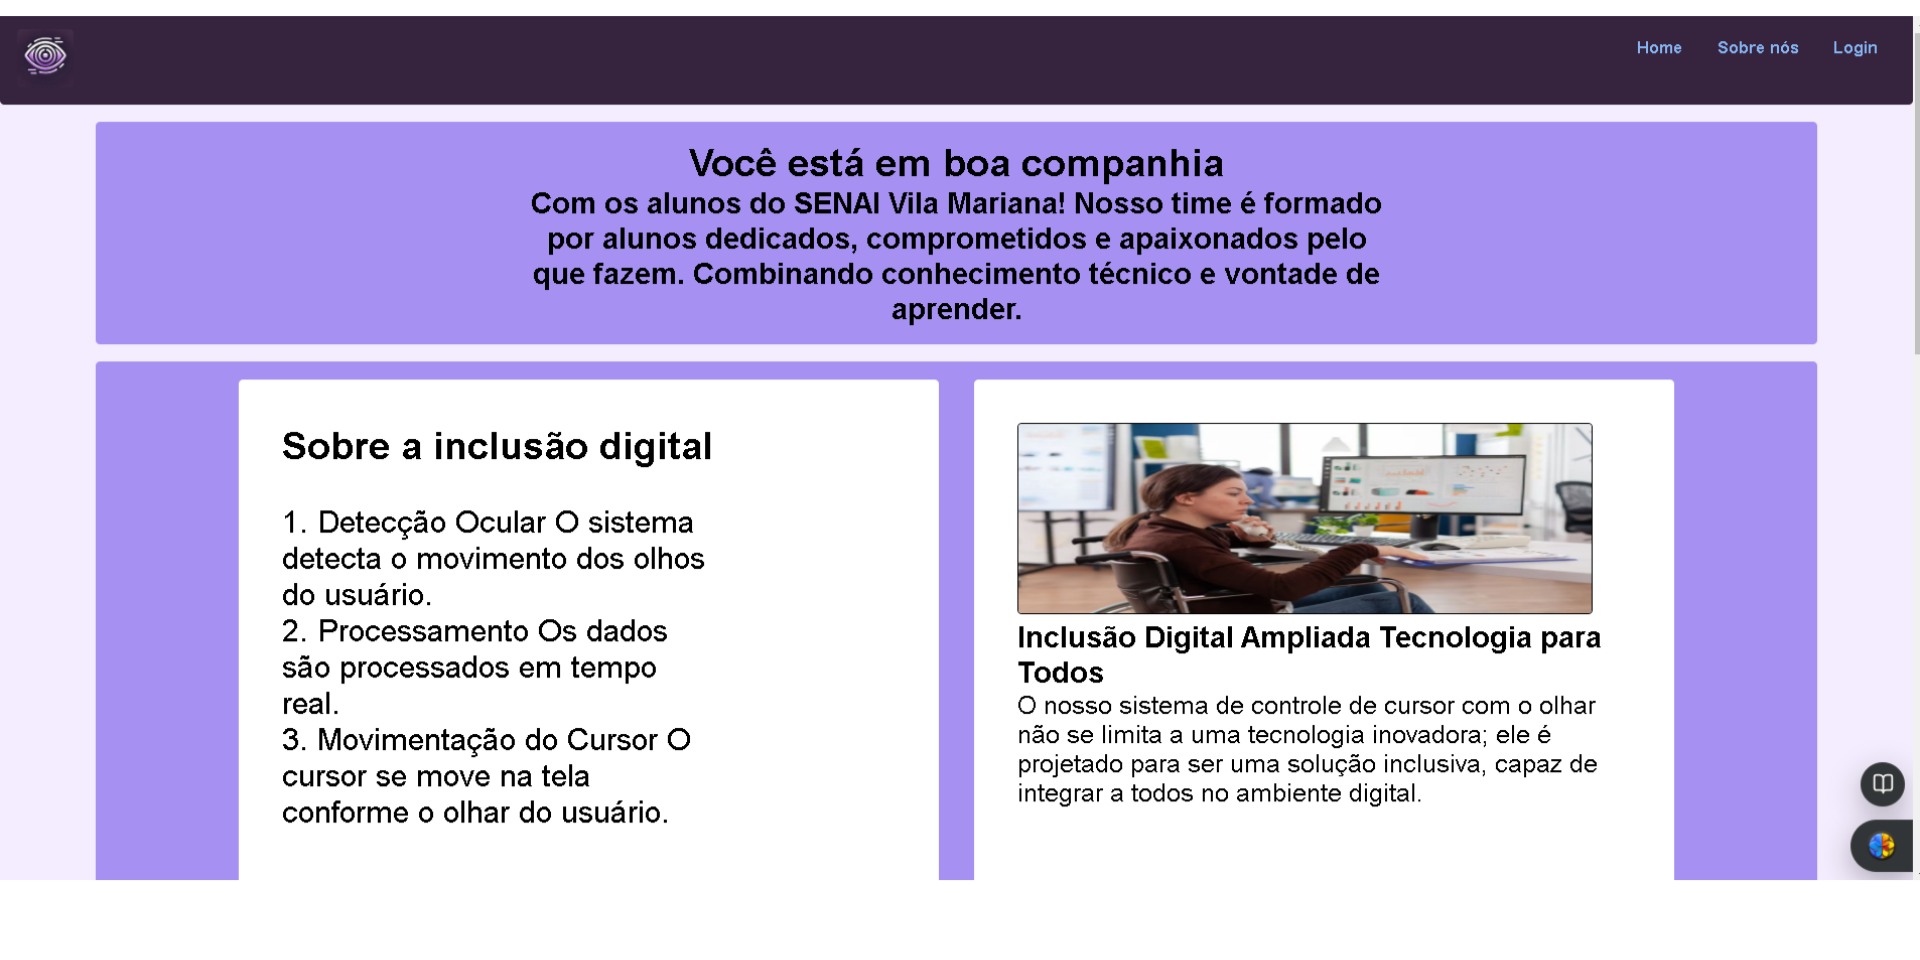 Home Sobre nós Login
Você está em boa companhia
Com os alunos do SENAI Vila Mariana! Nosso time é formado
por alunos dedicados, comprometidos e apaixonados pelo
que fazem. Combinando conhecimento técnico e vontade de
aprender.
Sobre a inclusão digital
1. Detecção Ocular O sistema
detecta o movimento dos olhos
do usuário.
2. Processamento Os dados
são processados em tempo
real.
3. Movimentação do Cursor O
cursor se move na tela
conforme o olhar do usuário.
Inclusão Digital Ampliada Tecnologia para
Todos
O nosso sistema de controle de cursor com o olhar
não se limita a uma tecnologia inovadora; ele é
projetado para ser uma solução inclusiva, capaz de
integrar a todos no ambiente digital.